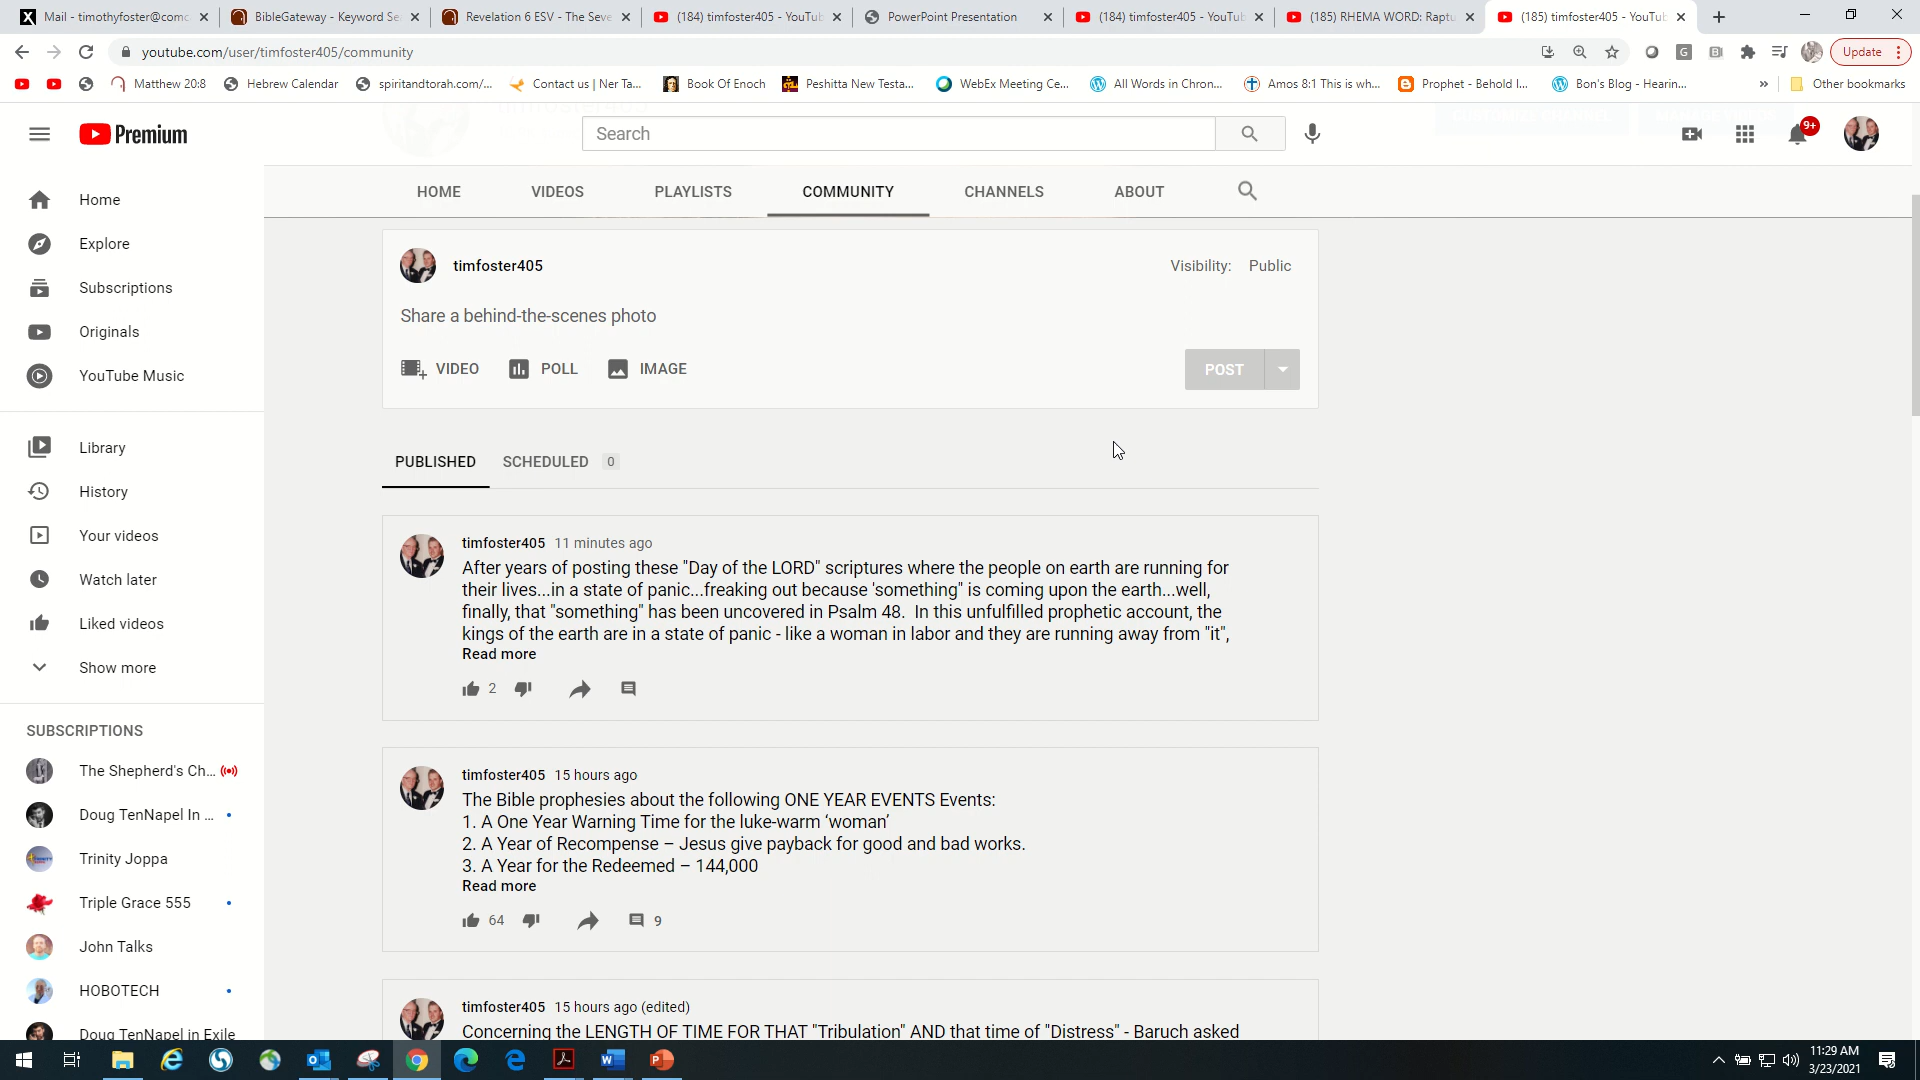 Mail - timothyfoster@comc
BibleGateway - Keyword Se
Revelation 6 ESV - The Seve
(184) timfoster405 - YouTub
PowerPoint Presentation
(184) timfoster405 - YouTub
(185) RHEMA WORD: Raptu
(185) timfoster405 - YouTub
youtube.com/user/timfoster405/community
Update
Matthew 20:8
Hebrew Calendar
spiritandtorah.com/...
Contact us | Ner Ta...
Book Of Enoch
Peshitta New Testa...
WebEx Meeting Ce...
All Words in Chron...
Amos 8:1 This is wh...
Prophet - Behold I...
Bon's Blog - Hearin...
»
Other bookmarks
timfoster405
Premium
Search
9+
HOME
VIDEOS
PLAYLISTS
COMMUNITY
CHANNELS
ABOUT
Home
Explore
Subscriptions
Originals
YouTube Music
Library
History
Your videos
Watch later
Liked videos
Show more
SUBSCRIPTIONS
The Shepherd's Ch...
Doug TenNapel In ...
Trinity Joppa
Triple Grace 555
John Talks
HOBOTECH
Doug TenNapel in Exile
timfoster405
Visibility: Public
Share a behind-the-scenes photo
VIDEO
POLL
IMAGE
POST
PUBLISHED
SCHEDULED 0
timfoster405 11 minutes ago
After years of posting these "Day of the LORD" scriptures where the people on earth are running for
their lives...in a state of panic...freaking out because 'something" is coming upon the earth...well,
finally, that "something" has been uncovered in Psalm 48. In this unfulfilled prophetic account, the
kings of the earth are in a state of panic - like a woman in labor and they are running away from "it",
Read more
2
timfoster405 15 hours ago
The Bible prophesies about the following ONE YEAR EVENTS Events:
1. A One Year Warning Time for the luke-warm ‘woman’
2. A Year of Recompense – Jesus give payback for good and bad works.
3. A Year for the Redeemed – 144,000
Read more
64
9
timfoster405 15 hours ago (edited)
Concerning the LENGTH OF TIME FOR THAT "Tribulation" AND that time of "Distress" - Baruch asked
11:29 AM
3/23/2021